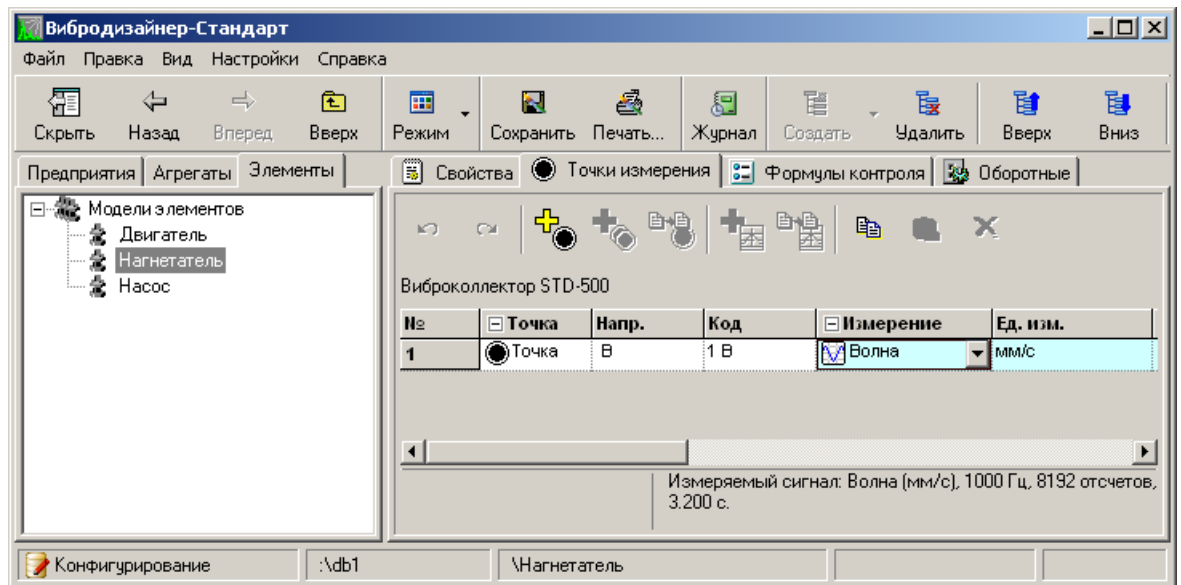 Вибродизайнер-Стандарт
Файл Правка Вид Настройки Справка
Скрыть Назад Вперед Вверх Режим Сохранить Печать... Журнал Создать Удалить Вверх Вниз
Предприятия Агрегаты Элементы
Свойства Точки измерения Формулы контроля Оборотные
Модели элементов
Двигатель
Нагнетатель
Насос
Виброколлектор STD-500
№ Точка Напр. Код Измерение Ед. изм.
1 Точка В 1 В Волна мм/с
Измеряемый сигнал: Волна (мм/с), 1000 Гц, 8192 отсчетов,
3.200 с.
Конфигурирование :\db1 \Нагнетатель